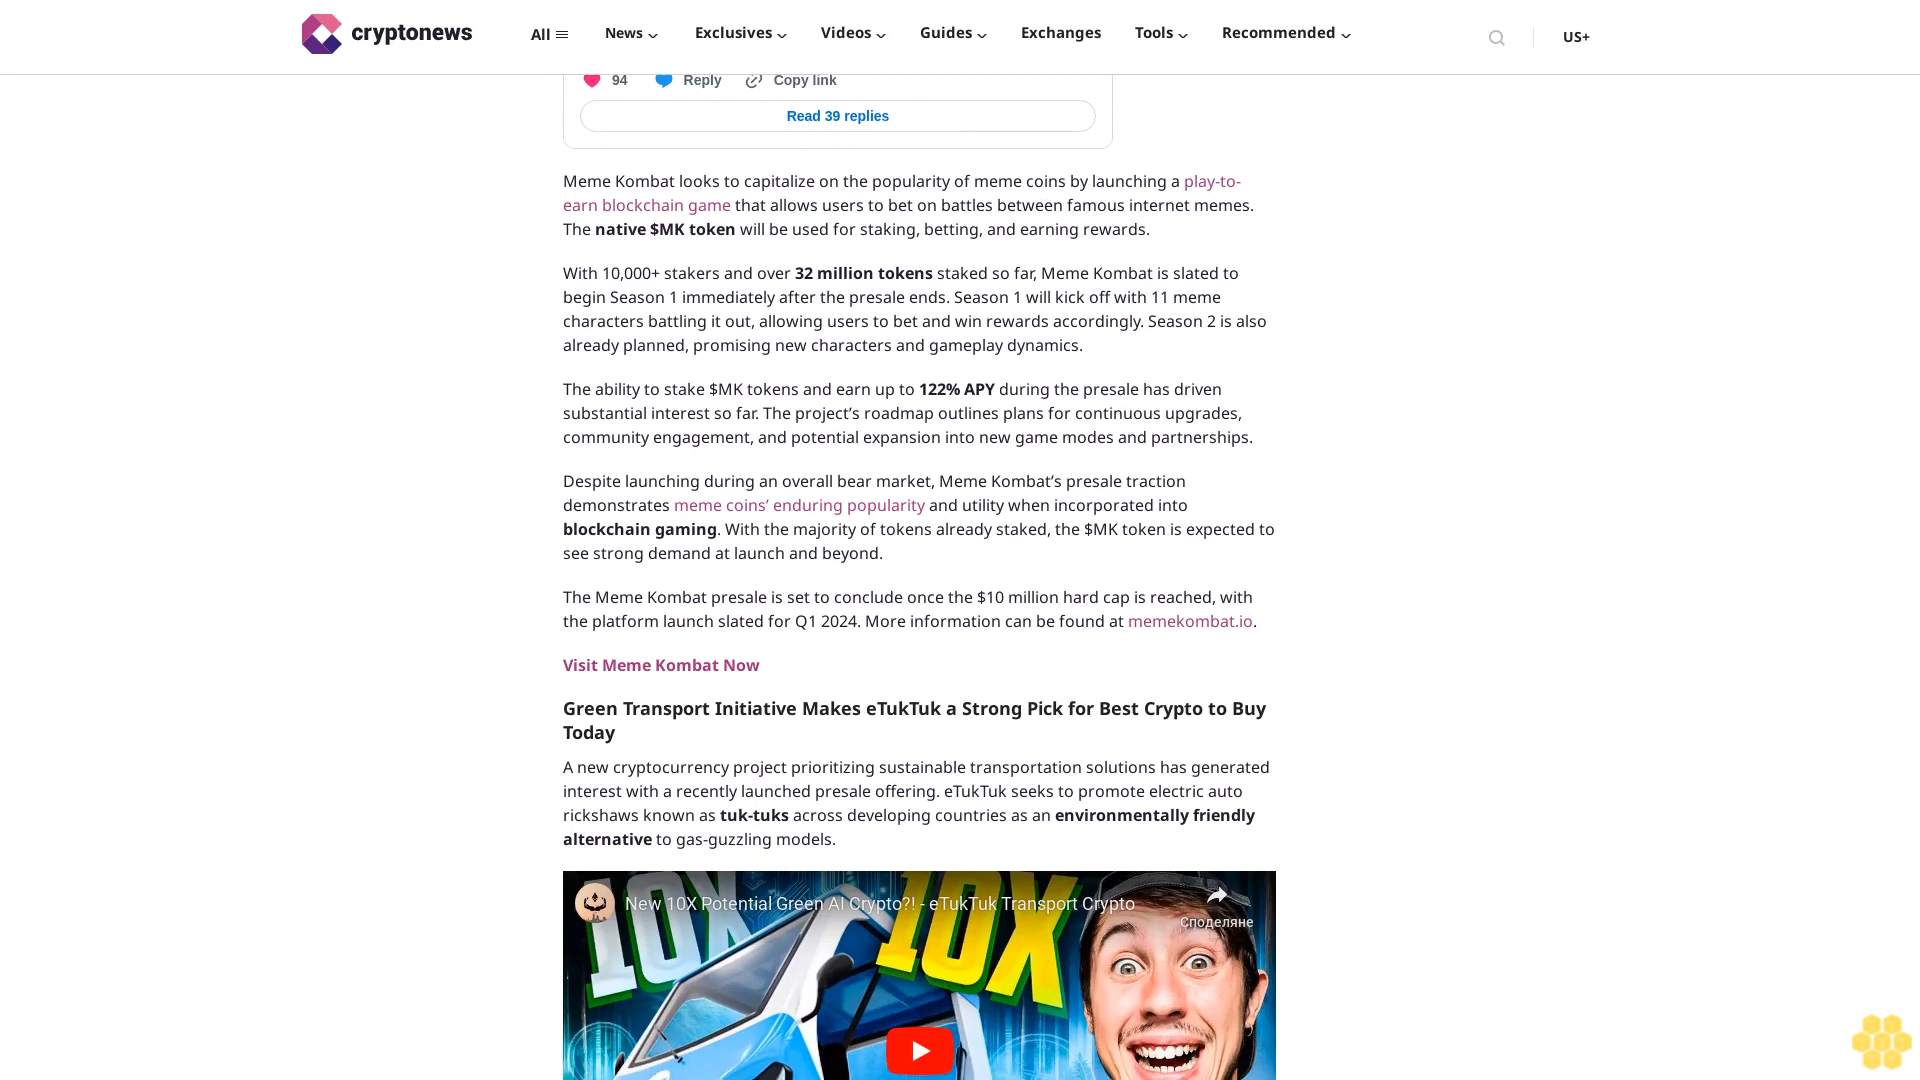 cryptonews
All
News
Exclusives
Videos
Guides
Exchanges
Tools
Recommended
US+
94
Reply
Copy link
Read 39 replies
Meme Kombat looks to capitalize on the popularity of meme coins by launching a play-to-
earn blockchain game that allows users to bet on battles between famous internet memes.
The native $MK token will be used for staking, betting, and earning rewards.
With 10,000+ stakers and over 32 million tokens staked so far, Meme Kombat is slated to
begin Season 1 immediately after the presale ends. Season 1 will kick off with 11 meme
characters battling it out, allowing users to bet and win rewards accordingly. Season 2 is also
already planned, promising new characters and gameplay dynamics.
The ability to stake $MK tokens and earn up to 122% APY during the presale has driven
substantial interest so far. The project’s roadmap outlines plans for continuous upgrades,
community engagement, and potential expansion into new game modes and partnerships.
Despite launching during an overall bear market, Meme Kombat’s presale traction
demonstrates meme coins’ enduring popularity and utility when incorporated into
blockchain gaming. With the majority of tokens already staked, the $MK token is expected to
see strong demand at launch and beyond.
The Meme Kombat presale is set to conclude once the $10 million hard cap is reached, with
the platform launch slated for Q1 2024. More information can be found at memekombat.io.
Visit Meme Kombat Now
Green Transport Initiative Makes eTukTuk a Strong Pick for Best Crypto to Buy
Today
A new cryptocurrency project prioritizing sustainable transportation solutions has generated
interest with a recently launched presale offering. eTukTuk seeks to promote electric auto
rickshaws known as tuk-tuks across developing countries as an environmentally friendly
alternative to gas-guzzling models.
New 10X Potential Green AI Crypto?! - eTukTuk Transport Crypto
Споделяне
10X
10X